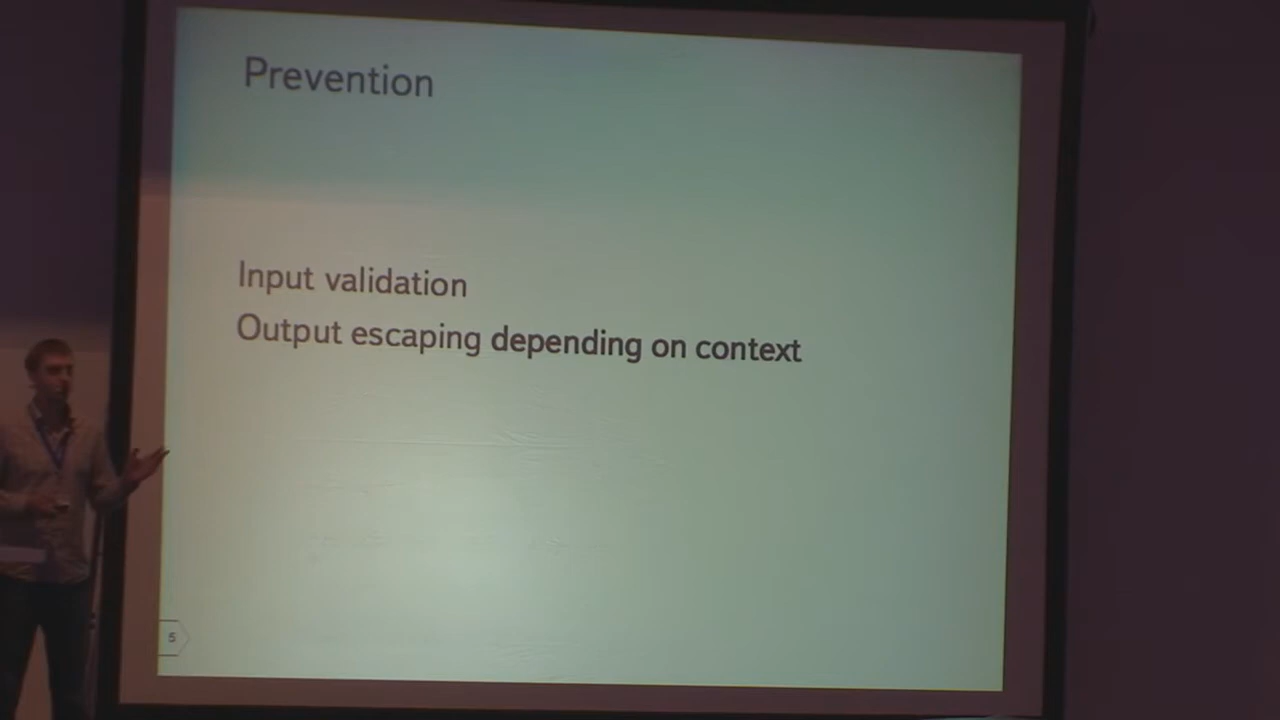 Prevention
Input validation
Output escaping depending on context
5